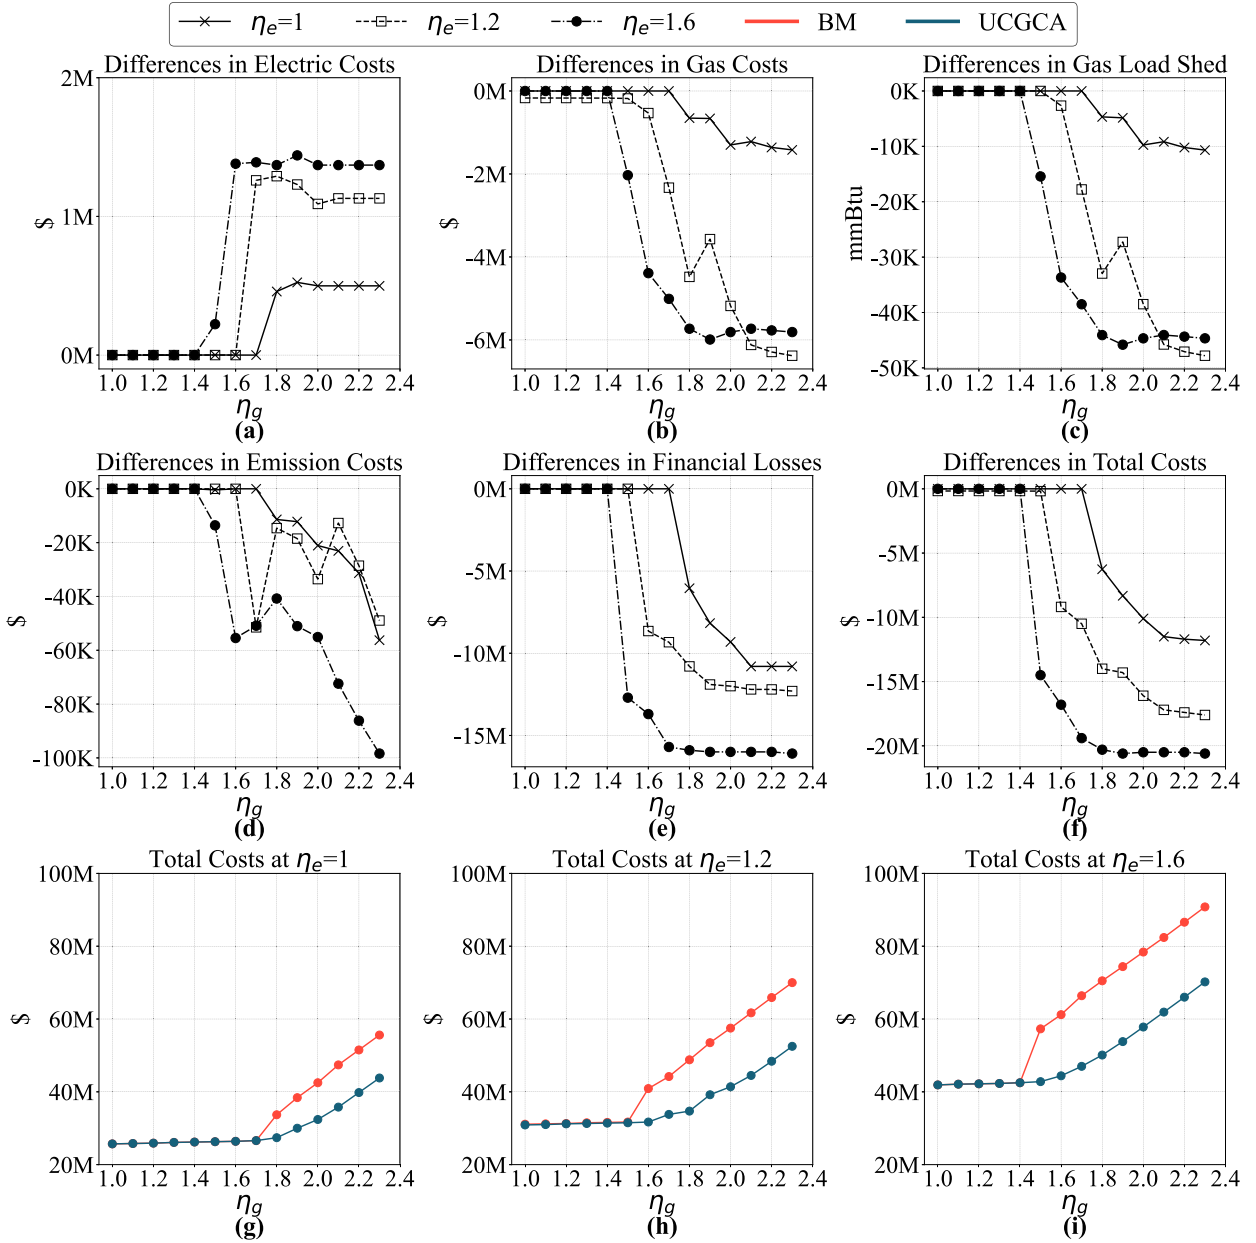 ηe=1 ηe=1.2 ηe=1.6 BM UCGCA
Differences in Electric Costs
2M
1M
0M
$
1.0 1.2 1.4 1.6 1.8 2.0 2.2 2.4
ηg
(a)
Differences in Gas Costs
0M
-2M
-4M
-6M
$
1.0 1.2 1.4 1.6 1.8 2.0 2.2 2.4
ηg
(b)
Differences in Gas Load Shed
0K
-10K
-20K
-30K
-40K
-50K
mmBtu
1.0 1.2 1.4 1.6 1.8 2.0 2.2 2.4
ηg
(c)
Differences in Emission Costs
0K
-20K
-40K
-60K
-80K
-100K
$
1.0 1.2 1.4 1.6 1.8 2.0 2.2 2.4
ηg
(d)
Differences in Financial Losses
0M
-5M
-10M
-15M
$
1.0 1.2 1.4 1.6 1.8 2.0 2.2 2.4
ηg
(e)
Differences in Total Costs
0M
-5M
-10M
-15M
-20M
$
1.0 1.2 1.4 1.6 1.8 2.0 2.2 2.4
ηg
(f)
Total Costs at ηe=1
100M
80M
60M
40M
20M
$
1.0 1.2 1.4 1.6 1.8 2.0 2.2 2.4
ηg
(g)
Total Costs at ηe=1.2
100M
80M
60M
40M
20M
$
1.0 1.2 1.4 1.6 1.8 2.0 2.2 2.4
ηg
(h)
Total Costs at ηe=1.6
100M
80M
60M
40M
20M
$
1.0 1.2 1.4 1.6 1.8 2.0 2.2 2.4
ηg
(i)